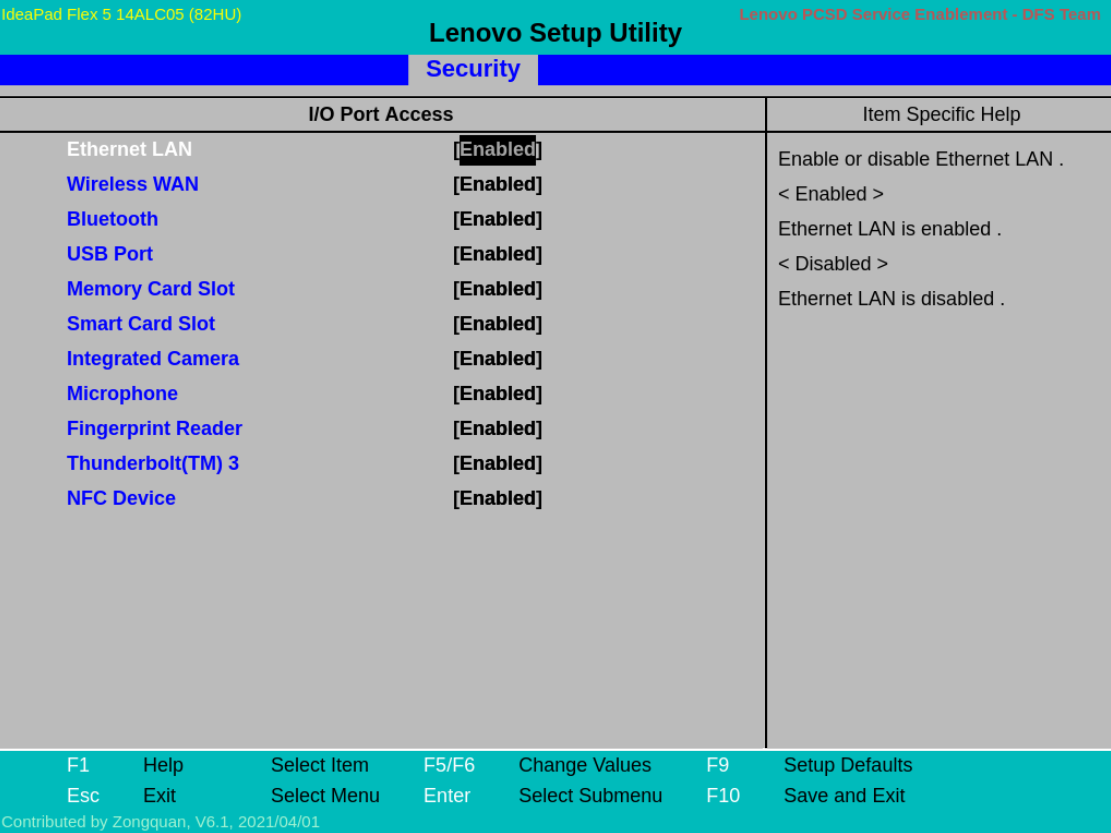 IdeaPad Flex 5 14ALC05 (82HU)
Lenovo PCSD Service Enablement - DFS Team
Lenovo Setup Utility
Security
I/O Port Access
Ethernet LAN [Enabled]
Wireless WAN [Enabled]
Bluetooth [Enabled]
USB Port [Enabled]
Memory Card Slot [Enabled]
Smart Card Slot [Enabled]
Integrated Camera [Enabled]
Microphone [Enabled]
Fingerprint Reader [Enabled]
Thunderbolt(TM) 3 [Enabled]
NFC Device [Enabled]
Item Specific Help
Enable or disable Ethernet LAN .
< Enabled >
Ethernet LAN is enabled .
< Disabled >
Ethernet LAN is disabled .
F1 Help Select Item F5/F6 Change Values F9 Setup Defaults
Esc Exit Select Menu Enter Select Submenu F10 Save and Exit
Contributed by Zongquan, V6.1, 2021/04/01